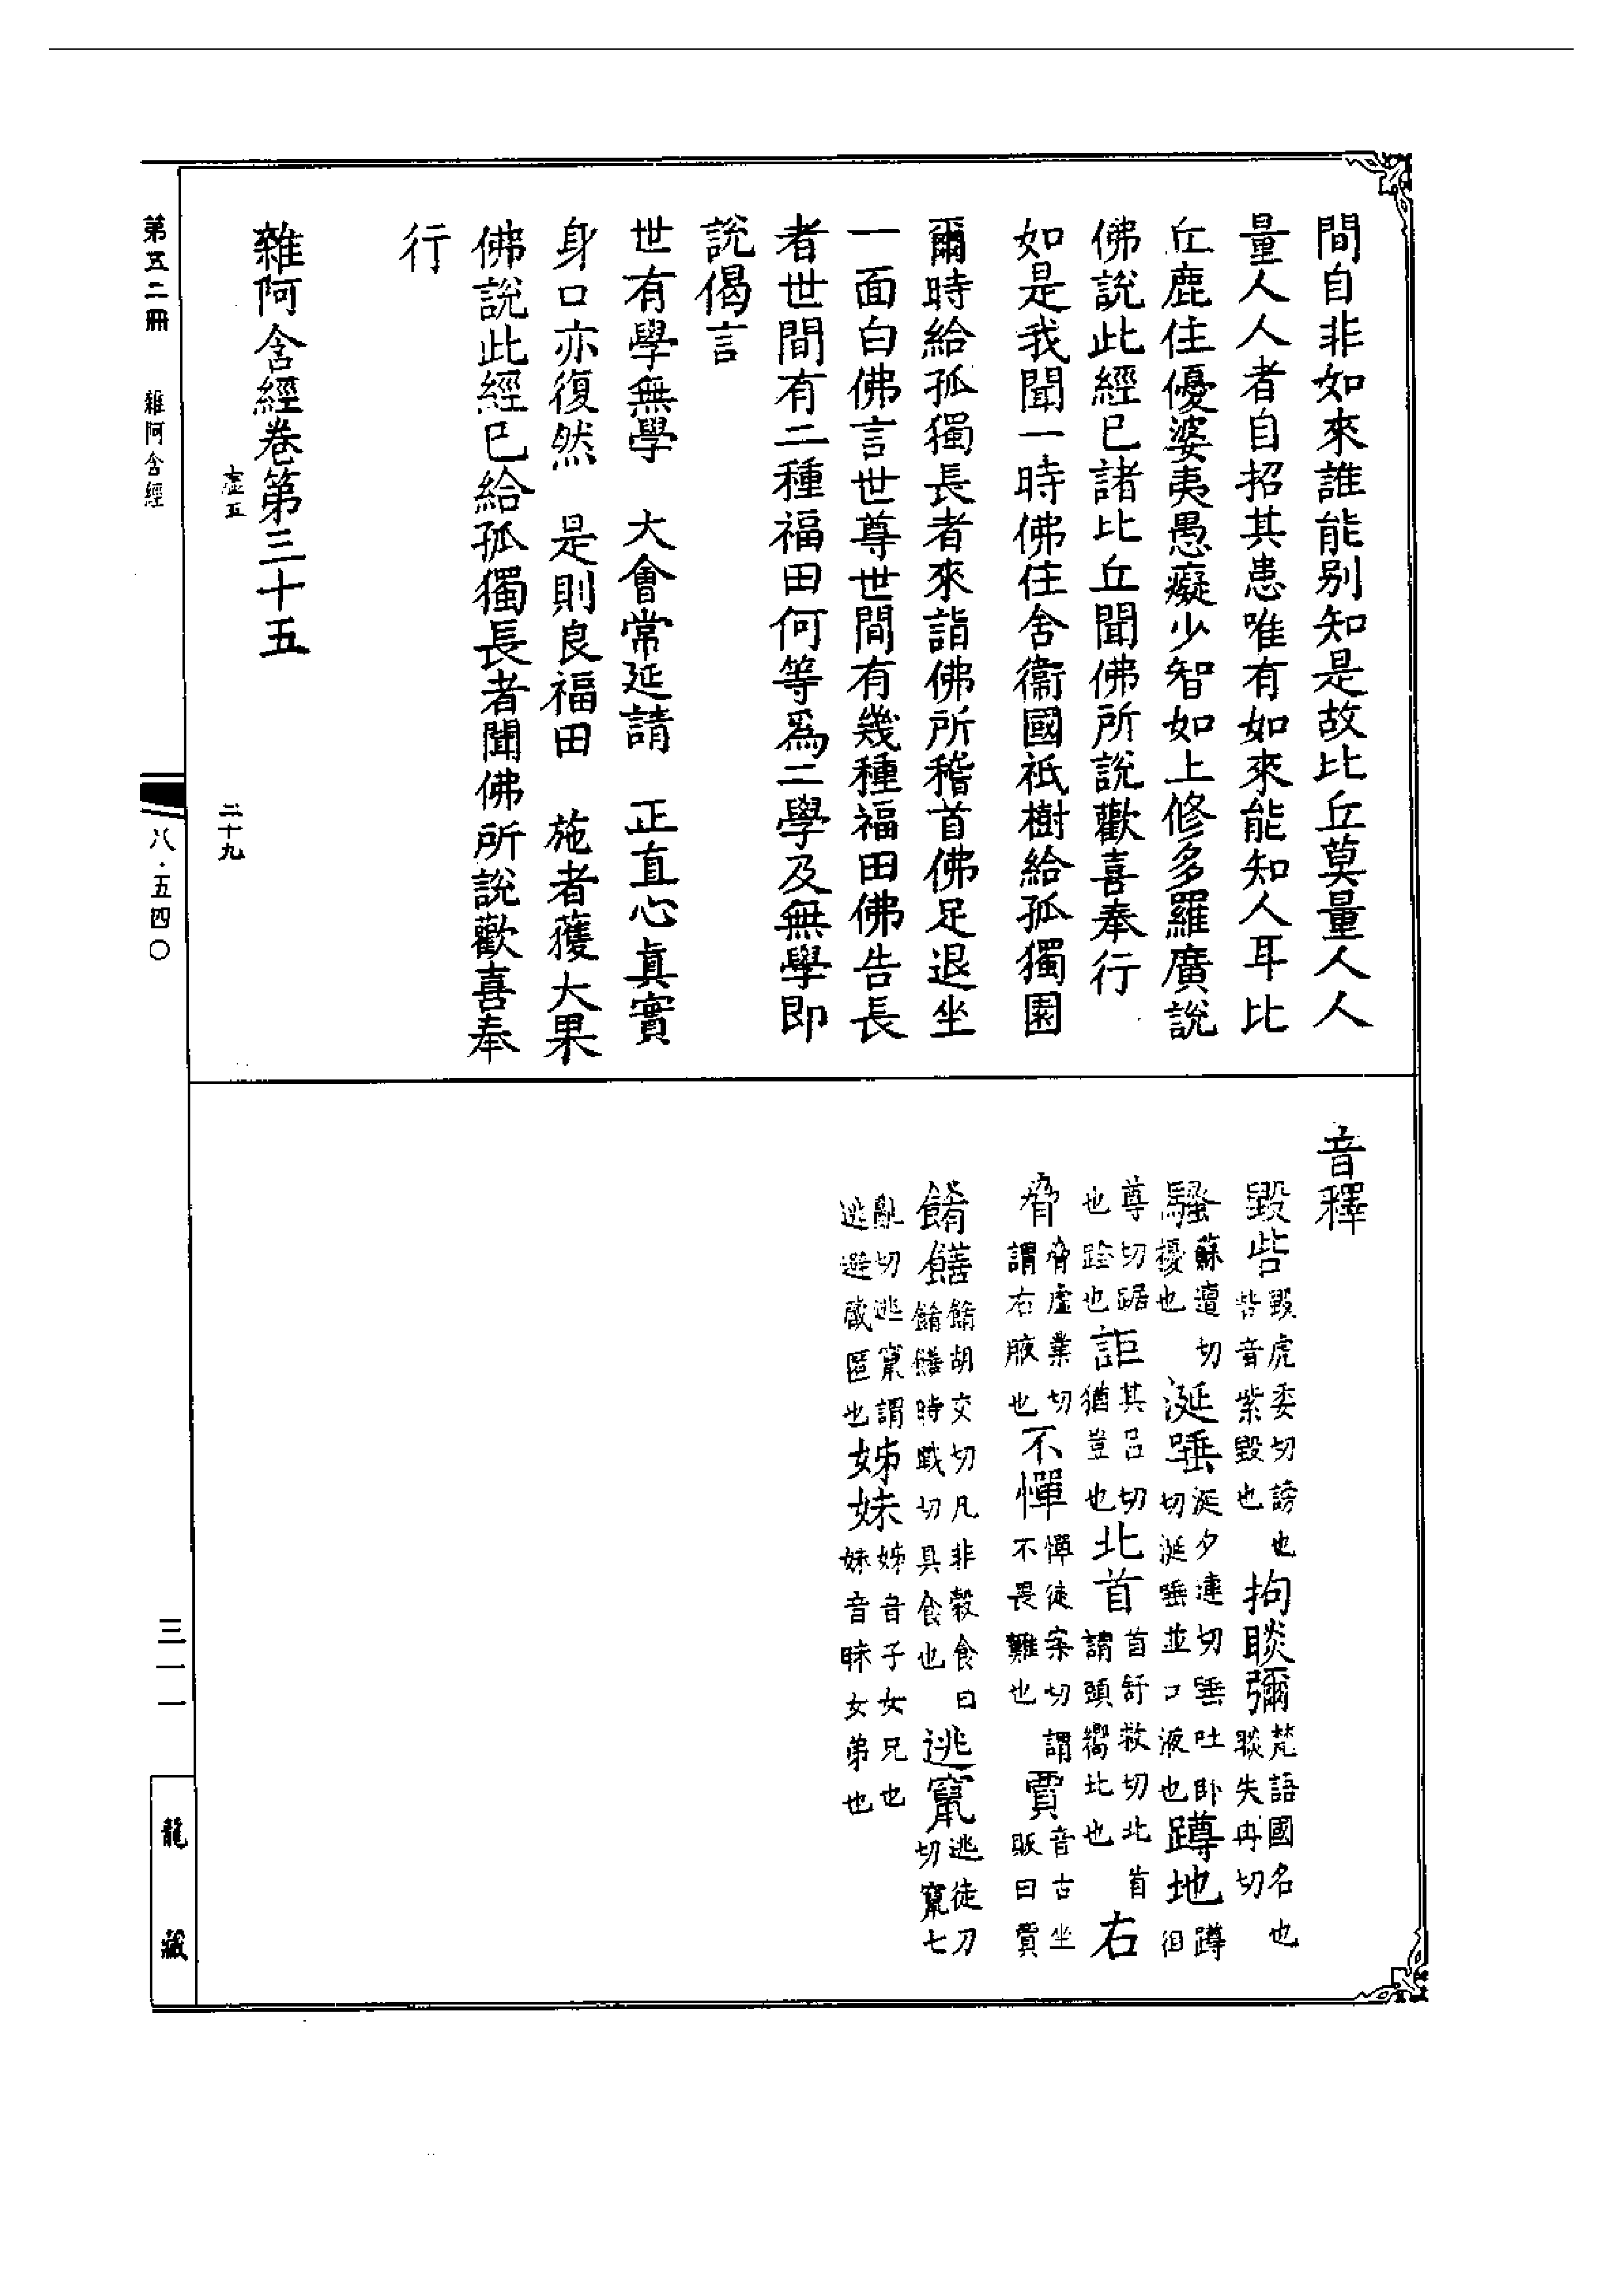 間自非如來誰能別知是故比丘莫量人人
量人人者自招其患唯有如來能知人耳比
丘鹿住優婆夷愚癡少智如上修多羅廣說
佛說此經已諸比丘聞佛所說歡喜奉行
如是我聞一時佛住舍衞國祇樹給孤獨園
爾時給孤獨長者來詣佛所稽首佛足退坐
一面白佛言世尊世間有幾種福田佛告長
者世間有二種福田何等爲二學及無學即
說偈言
世有學無學　大會常延請　正直心眞實
身口亦復然　是則良福田　施者獲大果
佛說此經已給孤獨長者聞佛所說歡喜奉
行
雜阿含經卷第三十五
虛五　二十九
音釋
毀呰毀虎委切謗也呰音紫毀也拘睒彌梵語國名也睒失冉切
騷蘇遭切擾也涎唾涎夕連切唾吐臥切涎唾並口液也蹲地蹲徂
尊切踞也詎其呂切猶豈也北首首舒救切北首謂頭嚮北也右
脅脅虛業切謂右腋也不憚憚徒案切謂不畏難也賈音古坐販曰賈
餚饍餚胡交切凡非穀食曰餚饍時戰切具食也逃竄逃徒刀切竄七
亂切逃竄謂逃避藏匿也姊妹姊音子女兄也妹音昧女弟也
第五二冊　雜阿含經
八·五四〇
三一一
龍藏